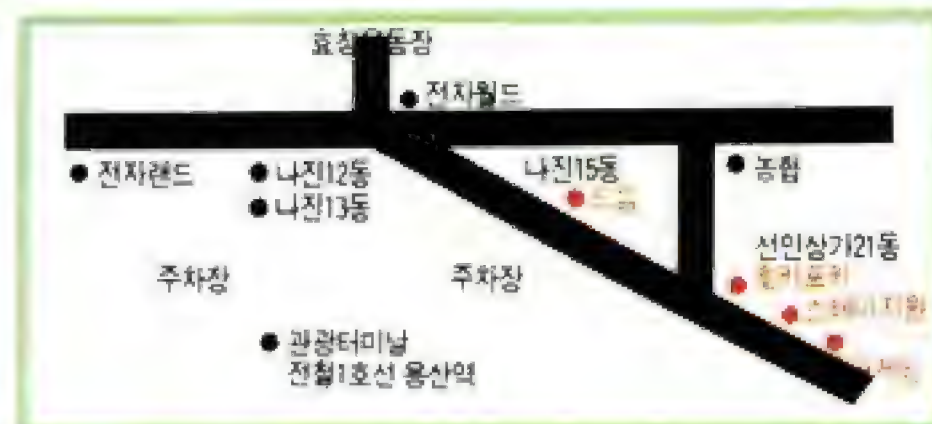 효창운동장
전자월드
전자랜드
나진12동
나진13동
나진15동
농협
선인상가21동
주차장
주차장
관광터미날
전철1호선 용산역